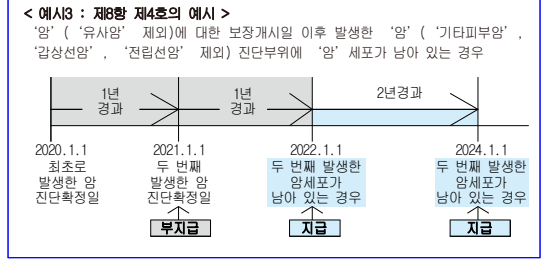 < 예시3 : 제8항 제4호의 예시 >
‘암’( ‘유사암’ 제외)에 대한 보장개시일 이후 발생한 ‘암’( ‘기타피부암’,
‘갑상선암’, ‘전립선암’ 제외) 진단부위에 ‘암’세포가 남아 있는 경우
1년
경과
1년
경과
2년경과
2020.1.1
최초로
발생한 암
진단확정일
2021.1.1
두 번째
발생한 암
진단확정일
2022.1.1
두 번째 발생한
암세포가
남아 있는 경우
2024.1.1
두 번째 발생한
암세포가
남아 있는 경우
부지급
지급
지급